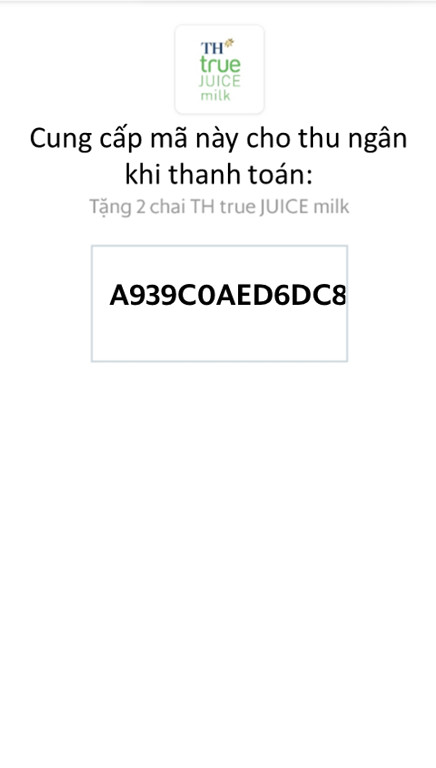 TH
true
JUICE
milk
Cung cấp mã này cho thu ngân
khi thanh toán:
Tặng 2 chai TH true JUICE milk
A939C0AED6DC8